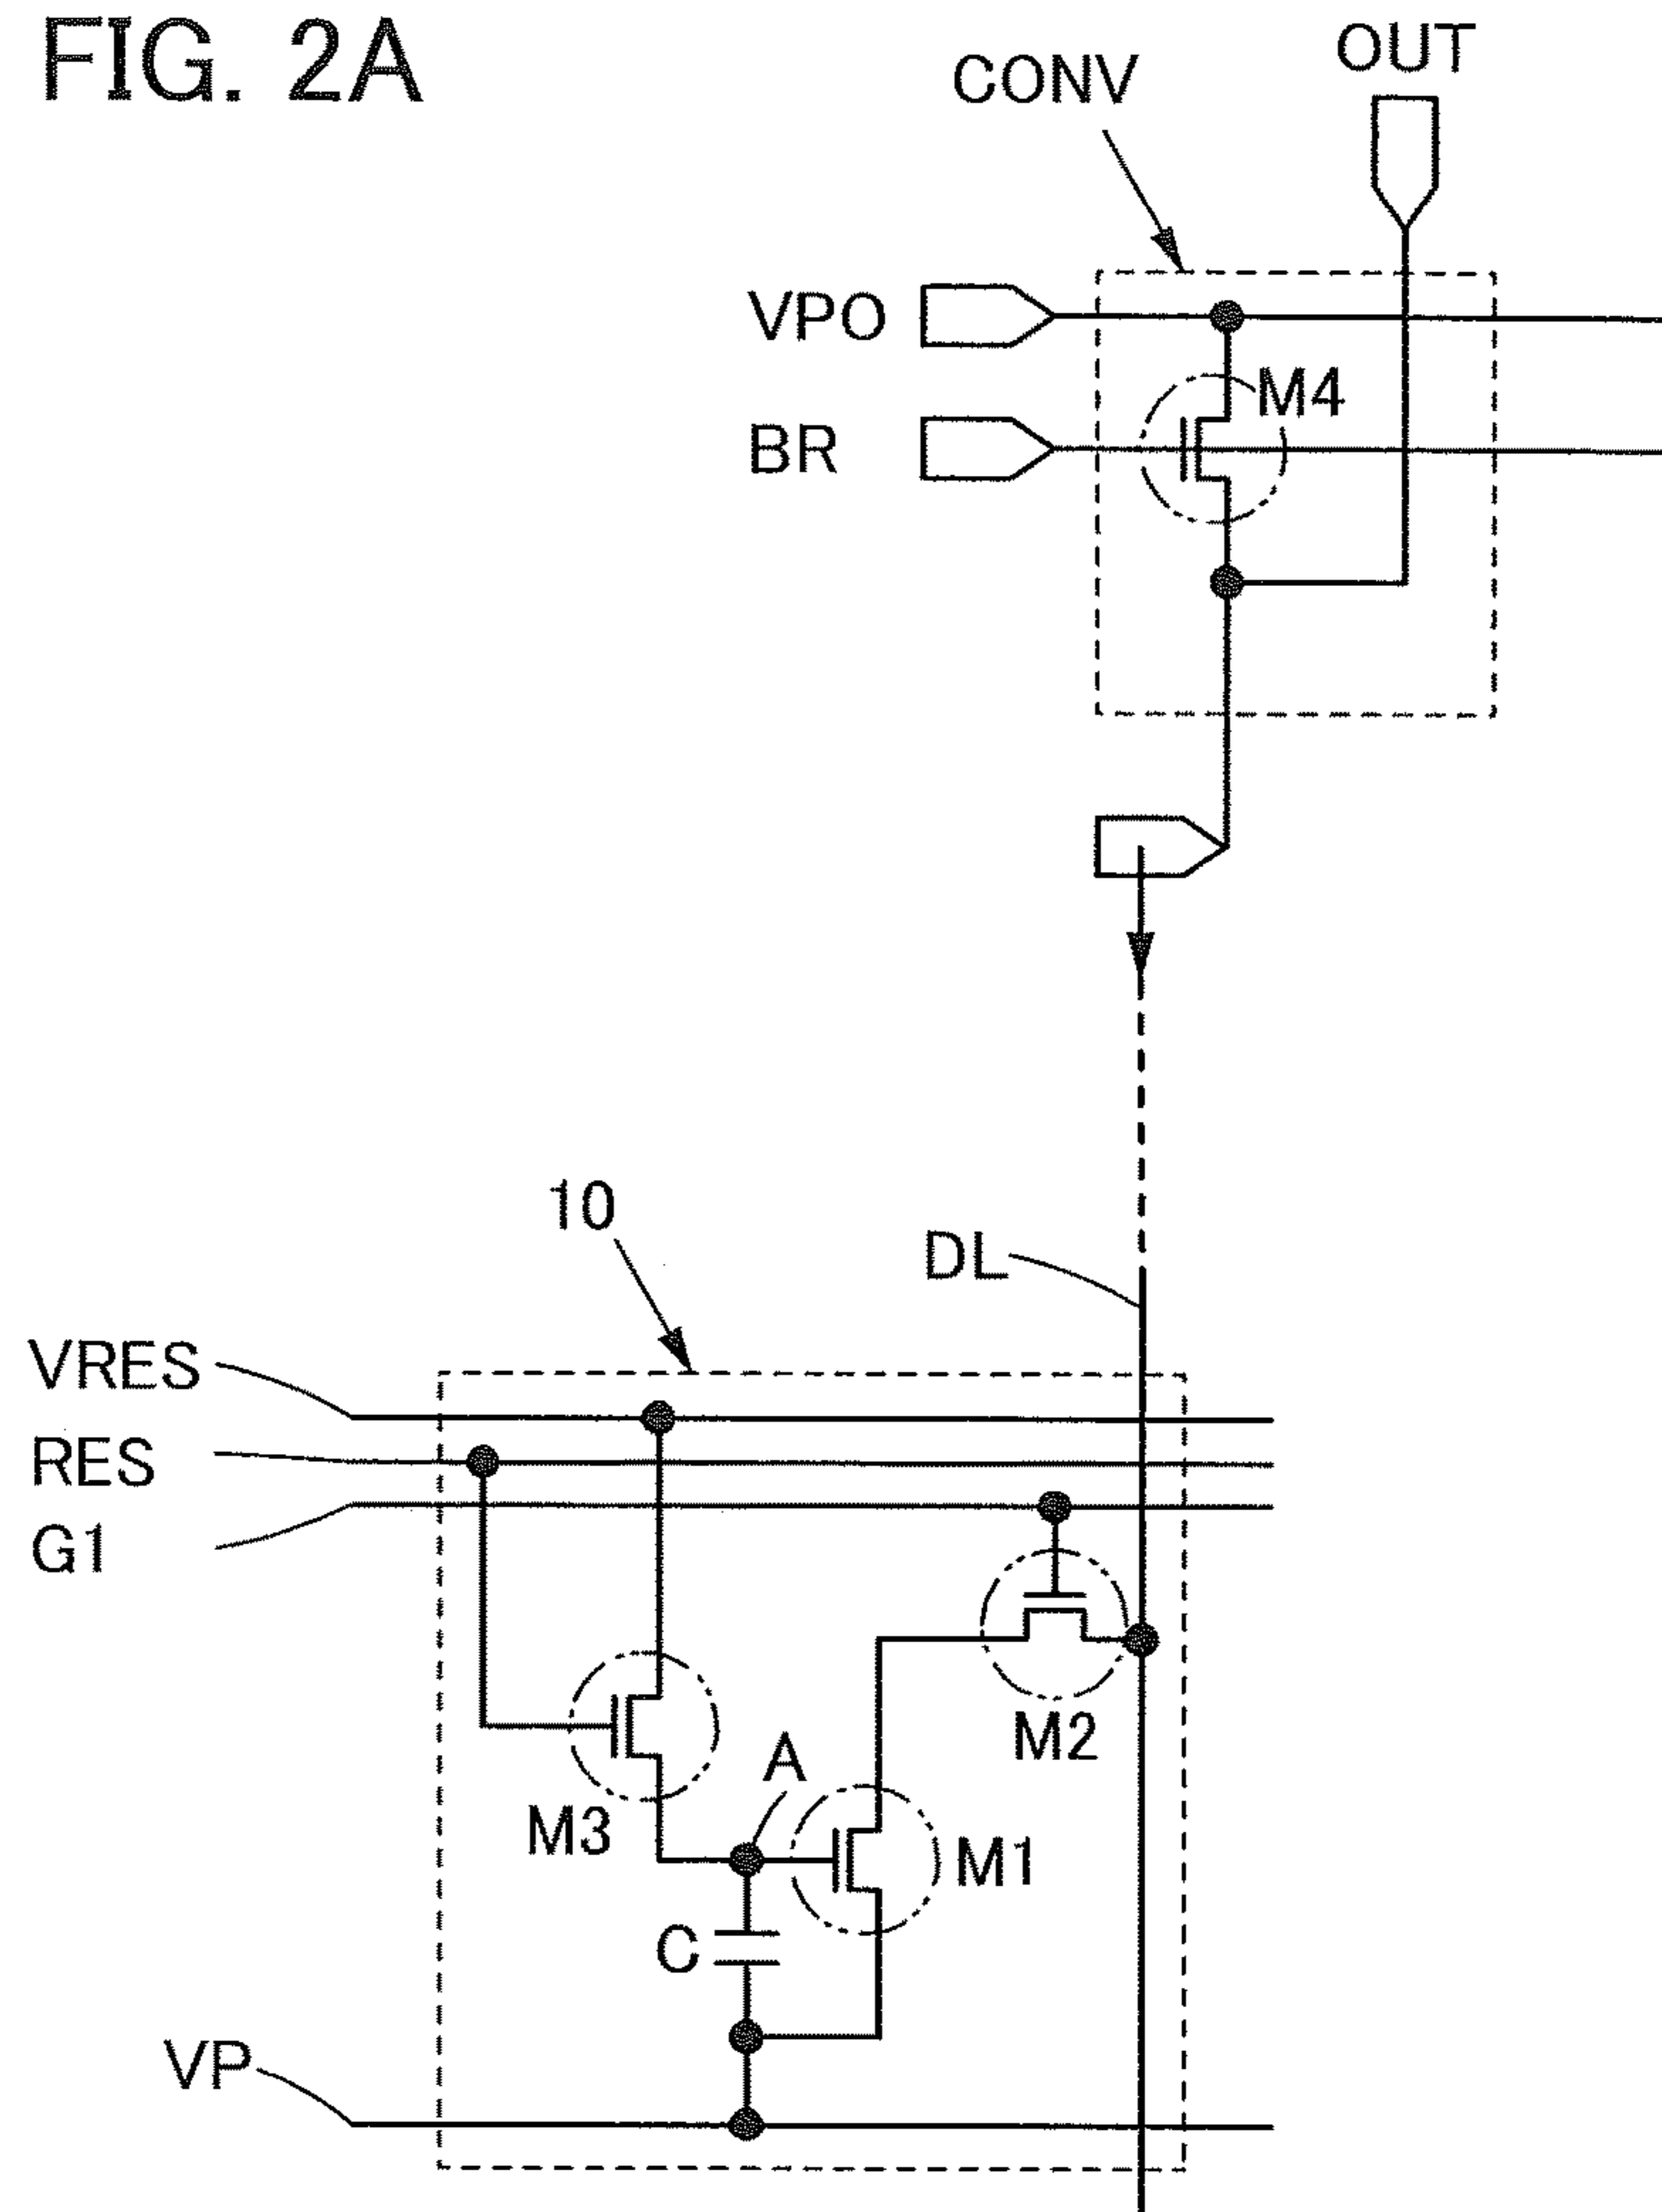 FIG. 2A
OUT
CONV
VPO
M4
BR
10
DL
VRES
RES
G1
M2
A
M3
M1
C
VP